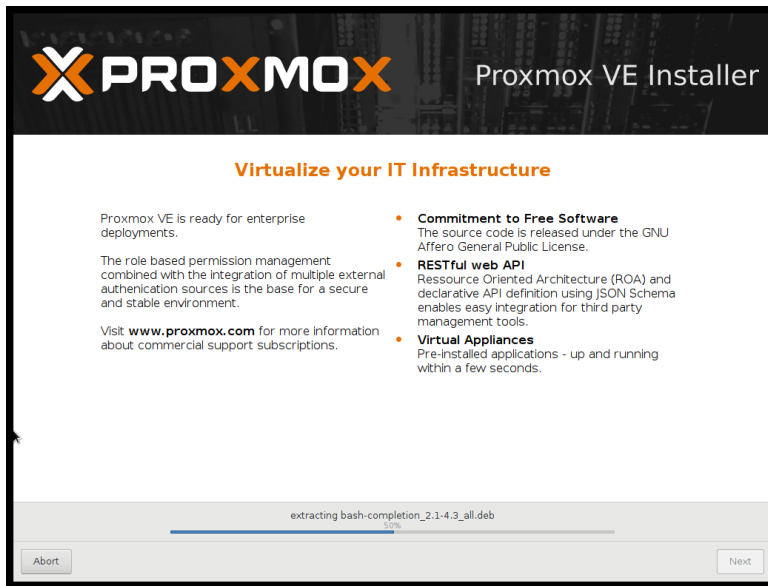 PROXMOX
Proxmox VE Installer
Virtualize your IT Infrastructure
Proxmox VE is ready for enterprise
deployments.
The role based permission management
combined with the integration of multiple external
authenication sources is the base for a secure
and stable environment.
Visit www.proxmox.com for more information
about commercial support subscriptions.
Commitment to Free Software
The source code is released under the GNU
Affero General Public License.
RESTful web API
Ressource Oriented Architecture (ROA) and
declarative API definition using JSON Schema
enables easy integration for third party
management tools.
Virtual Appliances
Pre-installed applications - up and running
within a few seconds.
extracting bash-completion_2.1-4.3_all.deb
50%
Abort
Next